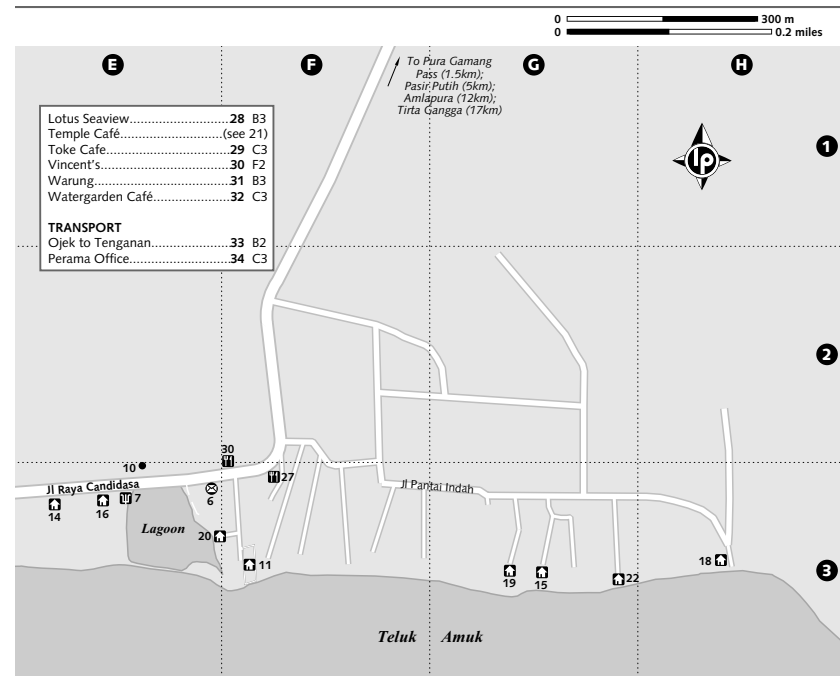 0 300 m
0 0.2 miles
E F G H
To Pura Gamang
Pass (1.5km);
Pasir Putih (5km);
Amlapura (12km);
Tirta Gangga (17km)
Lotus Seaview....................28 B3
Temple Café....................(see 21)
Toke Cafe....................29 C3
Vincent's....................30 F2
Warung....................31 B3
Watergarden Café....................32 C3
TRANSPORT
Ojek to Tenganan....................33 B2
Perama Office....................34 C3
lp
1
2
30
10
27
Jl Raya Candidasa
7
6
Jl Pantai Indah
14
16
Lagoon
20
11
19
15
22
18
3
Teluk Amuk